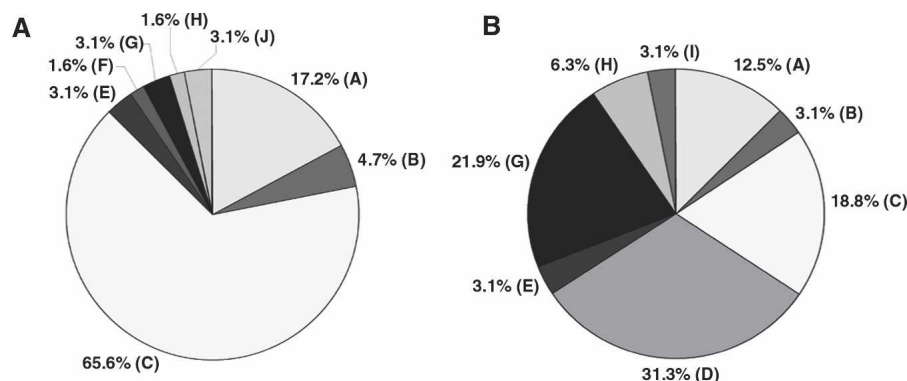 A
1.6% (H)
3.1% (G)
3.1% (J)
1.6% (F)
3.1% (E)
17.2% (A)
4.7% (B)
65.6% (C)
B
3.1% (I)
6.3% (H)
12.5% (A)
3.1% (B)
21.9% (G)
18.8% (C)
3.1% (E)
31.3% (D)